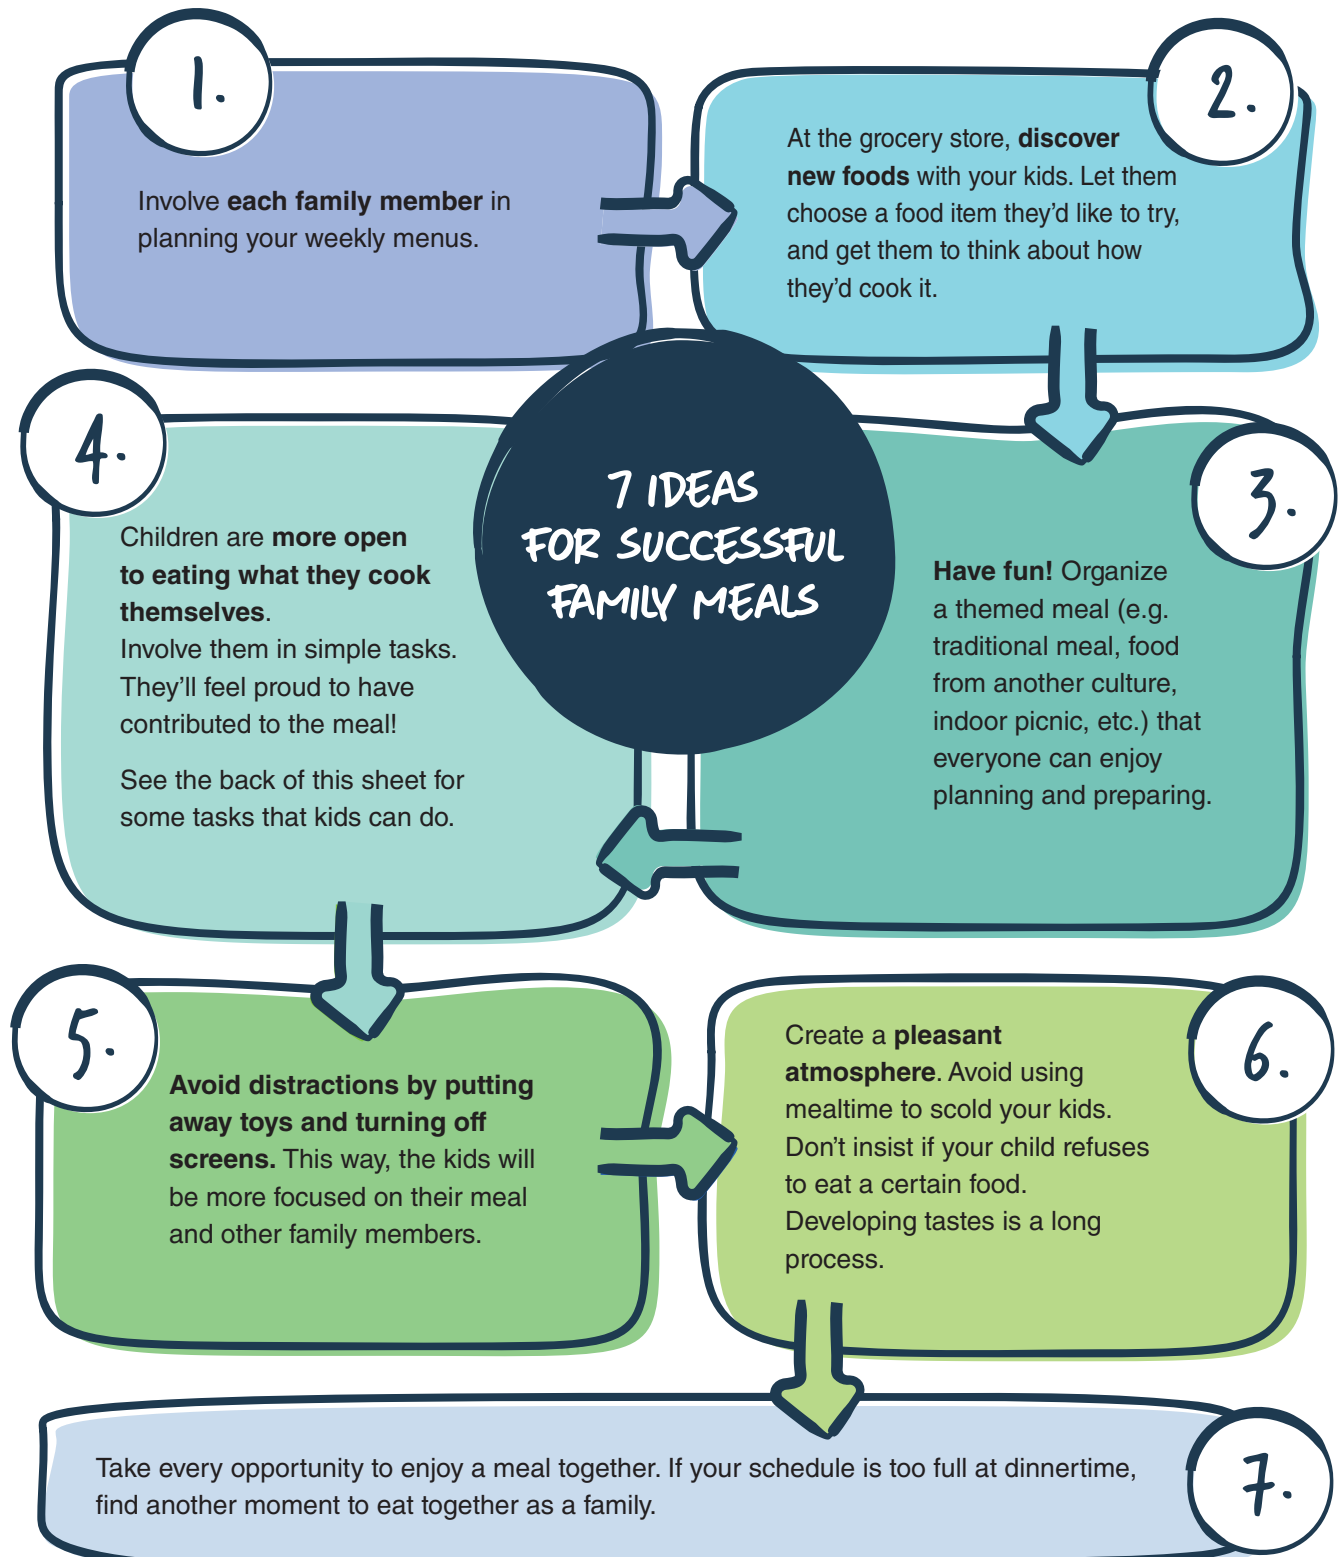 1.
Involve each family member in
planning your weekly menus.
2.
At the grocery store, discover
new foods with your kids. Let them
choose a food item they’d like to try,
and get them to think about how
they’d cook it.
7 IDEAS
FOR SUCCESSFUL
FAMILY MEALS
3.
Have fun! Organize
a themed meal (e.g.
traditional meal, food
from another culture,
indoor picnic, etc.) that
everyone can enjoy
planning and preparing.
4.
Children are more open
to eating what they cook
themselves.
Involve them in simple tasks.
They’ll feel proud to have
contributed to the meal!
See the back of this sheet for
some tasks that kids can do.
5.
Avoid distractions by putting
away toys and turning off
screens. This way, the kids will
be more focused on their meal
and other family members.
6.
Create a pleasant
atmosphere. Avoid using
mealtime to scold your kids.
Don’t insist if your child refuses
to eat a certain food.
Developing tastes is a long
process.
7.
Take every opportunity to enjoy a meal together. If your schedule is too full at dinnertime,
find another moment to eat together as a family.